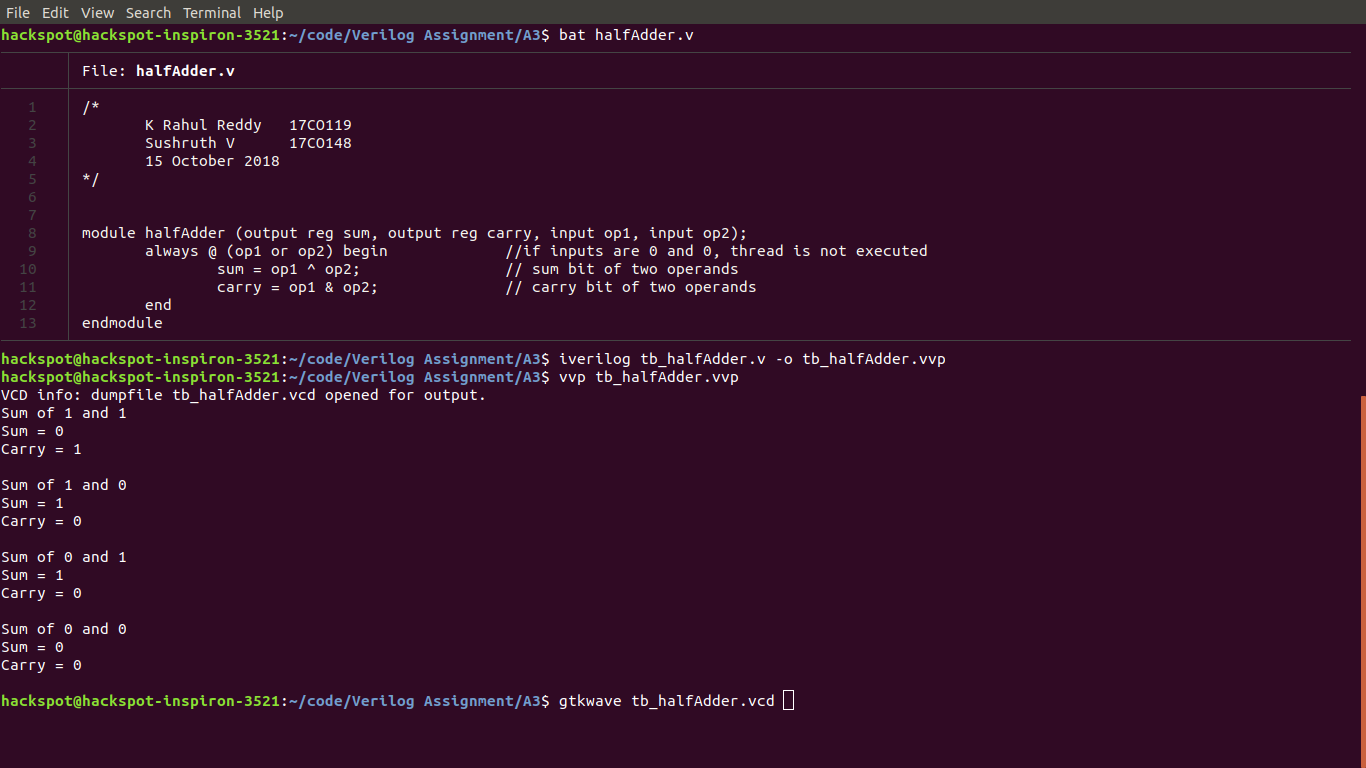 File Edit View Search Terminal Help
hackspot@hackspot-inspiron-3521:~/code/Verilog Assignment/A3$ bat halfAdder.v
File: halfAdder.v
1 /*
2 K Rahul Reddy 17CO119
3 Sushruth V 17CO148
4 15 October 2018
5 */
6
7
8 module halfAdder (output reg sum, output reg carry, input op1, input op2);
9 always @ (op1 or op2) begin //if inputs are 0 and 0, thread is not executed
10 sum = op1 ^ op2; // sum bit of two operands
11 carry = op1 & op2; // carry bit of two operands
12 end
13 endmodule
hackspot@hackspot-inspiron-3521:~/code/Verilog Assignment/A3$ iverilog tb_halfAdder.v -o tb_halfAdder.vvp
hackspot@hackspot-inspiron-3521:~/code/Verilog Assignment/A3$ vvp tb_halfAdder.vvp
VCD info: dumpfile tb_halfAdder.vcd opened for output.
Sum of 1 and 1
Sum = 0
Carry = 1

Sum of 1 and 0
Sum = 1
Carry = 0

Sum of 0 and 1
Sum = 1
Carry = 0

Sum of 0 and 0
Sum = 0
Carry = 0

hackspot@hackspot-inspiron-3521:~/code/Verilog Assignment/A3$ gtkwave tb_halfAdder.vcd